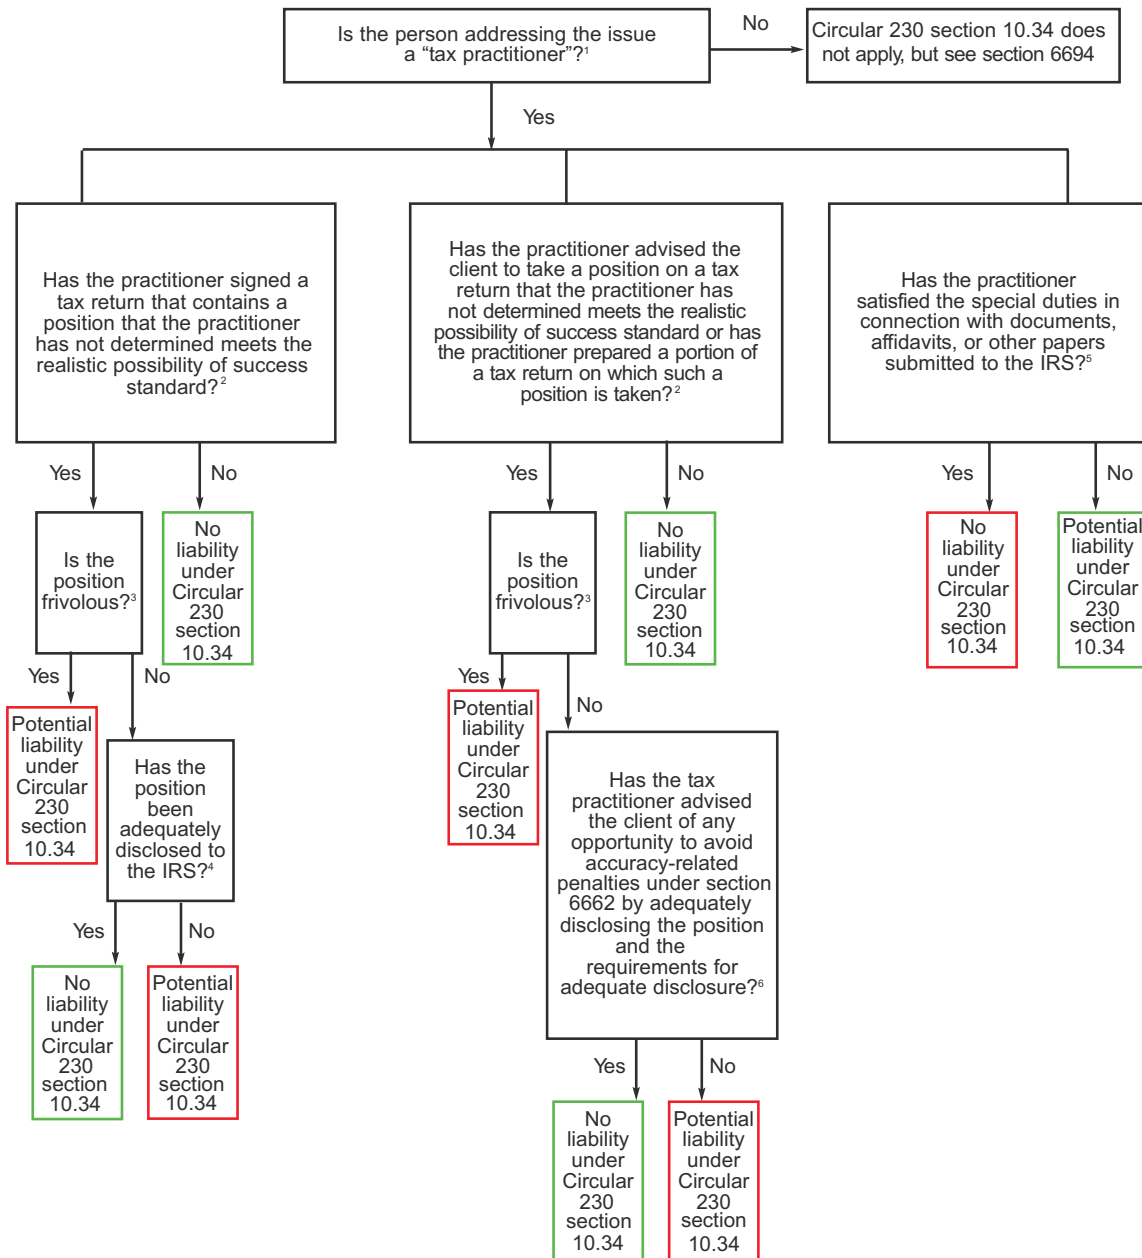 Is the person addressing the issue
a “tax practitioner”?¹
No
Circular 230 section 10.34 does
not apply, but see section 6694
Yes
Has the practitioner signed a
tax return that contains a
position that the practitioner
has not determined meets the
realistic possibility of success
standard?²
Has the practitioner advised the
client to take a position on a tax
return that the practitioner has
not determined meets the realistic
possibility of success standard or has
the practitioner prepared a portion of
a tax return on which such a
position is taken?²
Has the practitioner
satisfied the special duties in
connection with documents,
affidavits, or other papers
submitted to the IRS?⁵
Yes
No
Yes
No
Yes
No
Is the
position
frivolous?³
No
liability
under
Circular
230
section
10.34
Is the
position
frivolous?³
No
liability
under
Circular
230
section
10.34
No
liability
under
Circular
230
section
10.34
Potential
liability
under
Circular
230
section
10.34
Yes
No
Yes
No
Potential
liability
under
Circular
230
section
10.34
Has the
position
been
adequately
disclosed to
the IRS?⁴
Potential
liability
under
Circular
230
section
10.34
Has the tax
practitioner advised
the client of any
opportunity to avoid
accuracy-related
penalties under section
6662 by adequately
disclosing the position
and the
requirements for
adequate disclosure?⁶
Yes
No
No
liability
under
Circular
230
section
10.34
Potential
liability
under
Circular
230
section
10.34
Yes
No
No
liability
under
Circular
230
section
10.34
Potential
liability
under
Circular
230
section
10.34